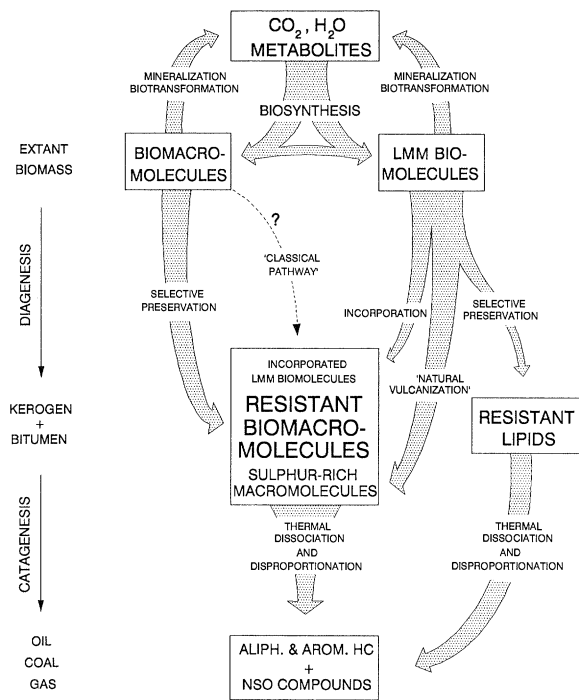 CO2, H2O
METABOLITES
MINERALIZATION
BIOTRANSFORMATION
MINERALIZATION
BIOTRANSFORMATION
BIOSYNTHESIS
EXTANT
BIOMASS
BIOMACRO-
MOLECULES
LMM BIO-
MOLECULES
?
'CLASSICAL
PATHWAY'
DIAGENESIS
SELECTIVE
PRESERVATION
INCORPORATION
SELECTIVE
PRESERVATION
INCORPORATED
LMM BIOMOLECULES
RESISTANT
BIOMACRO-
MOLECULES
SULPHUR-RICH
MACROMOLECULES
'NATURAL
VULCANIZATION'
KEROGEN
+
BITUMEN
RESISTANT
LIPIDS
CATAGENESIS
THERMAL
DISSOCIATION
AND
DISPROPORTIONATION
THERMAL
DISSOCIATION
AND
DISPROPORTIONATION
OIL
COAL
GAS
ALIPH. & AROM. HC
+
NSO COMPOUNDS